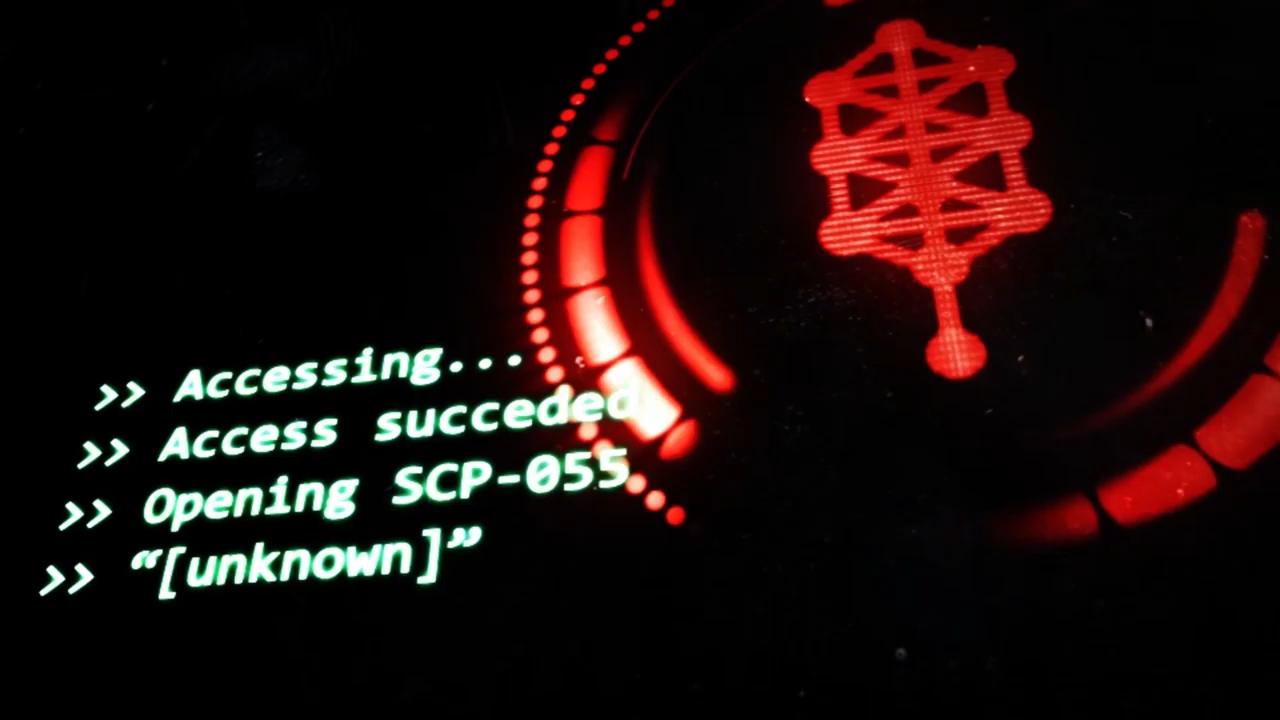 >> Accessing...
>> Access succeded
>> Opening SCP-055
>> “[unknown]”